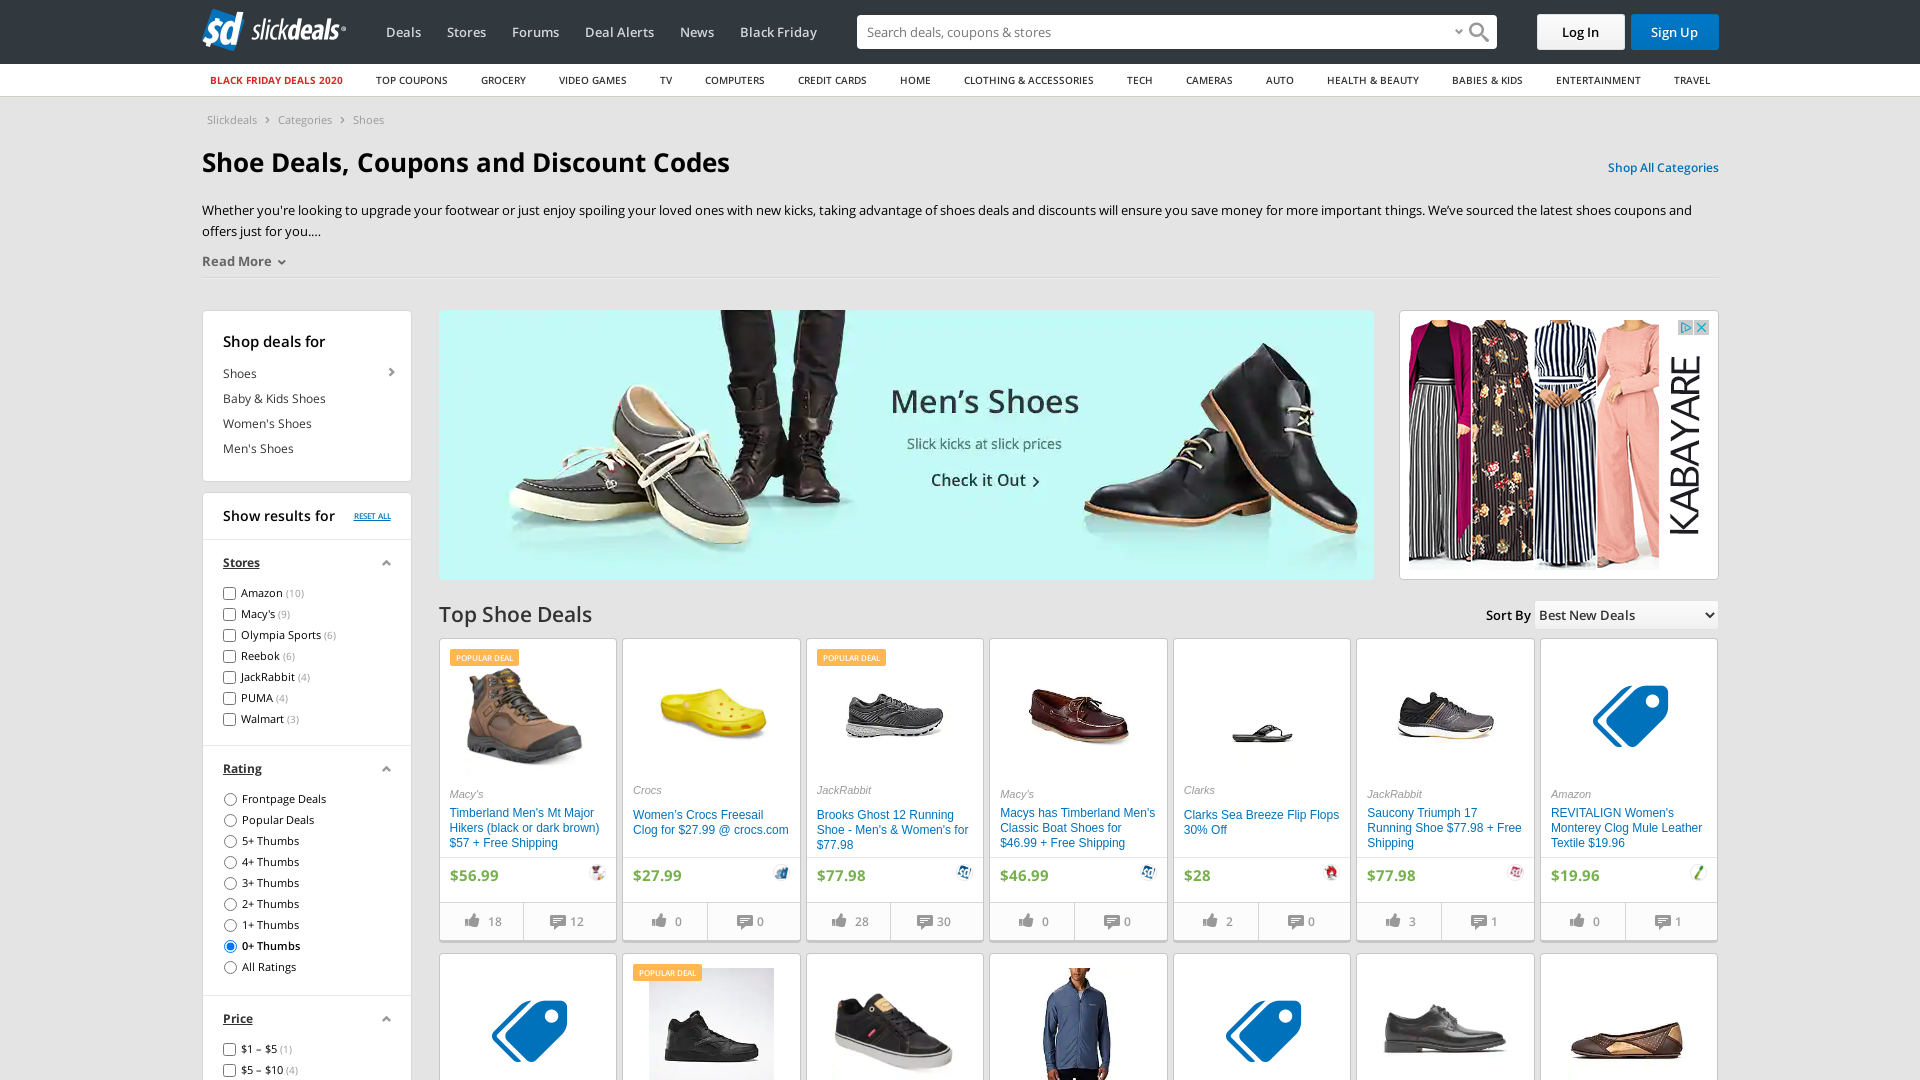 sd slickdeals
Deals
Stores
Forums
Deal Alerts
News
Black Friday
Search deals, coupons & stores
Log In
Sign Up
BLACK FRIDAY DEALS 2020
TOP COUPONS
GROCERY
VIDEO GAMES
TV
COMPUTERS
CREDIT CARDS
HOME
CLOTHING & ACCESSORIES
TECH
CAMERAS
AUTO
HEALTH & BEAUTY
BABIES & KIDS
ENTERTAINMENT
TRAVEL
Slickdeals > Categories > Shoes
Shoe Deals, Coupons and Discount Codes
Shop All Categories
Whether you're looking to upgrade your footwear or just enjoy spoiling your loved ones with new kicks, taking advantage of shoes deals and discounts will ensure you save money for more important things. We’ve sourced the latest shoes coupons and
offers just for you....
Read More
Shop deals for
Shoes
Baby & Kids Shoes
Women's Shoes
Men's Shoes
Show results for
RESET ALL
Stores
Amazon (10)
Macy's (9)
Olympia Sports (6)
Reebok (6)
JackRabbit (4)
PUMA (4)
Walmart (3)
Rating
Frontpage Deals
Popular Deals
5+ Thumbs
4+ Thumbs
3+ Thumbs
2+ Thumbs
1+ Thumbs
0+ Thumbs
All Ratings
Price
$1 – $5 (1)
$5 – $10 (4)
Men’s Shoes
Slick kicks at slick prices
Check it Out >
KABAYARE
Top Shoe Deals
Sort By
Best New Deals
POPULAR DEAL
Macy's
Timberland Men's Mt Major
Hikers (black or dark brown)
$57 + Free Shipping
$56.99
18
12
Crocs
Women’s Crocs Freesail
Clog for $27.99 @ crocs.com
$27.99
0
0
POPULAR DEAL
JackRabbit
Brooks Ghost 12 Running
Shoe - Men's & Women's for
$77.98
$77.98
28
30
Macy's
Macys has Timberland Men's
Classic Boat Shoes for
$46.99 + Free Shipping
$46.99
0
0
Clarks
Clarks Sea Breeze Flip Flops
30% Off
$28
2
0
JackRabbit
Saucony Triumph 17
Running Shoe $77.98 + Free
Shipping
$77.98
3
1
Amazon
REVITALIGN Women's
Monterey Clog Mule Leather
Textile $19.96
$19.96
0
1
POPULAR DEAL